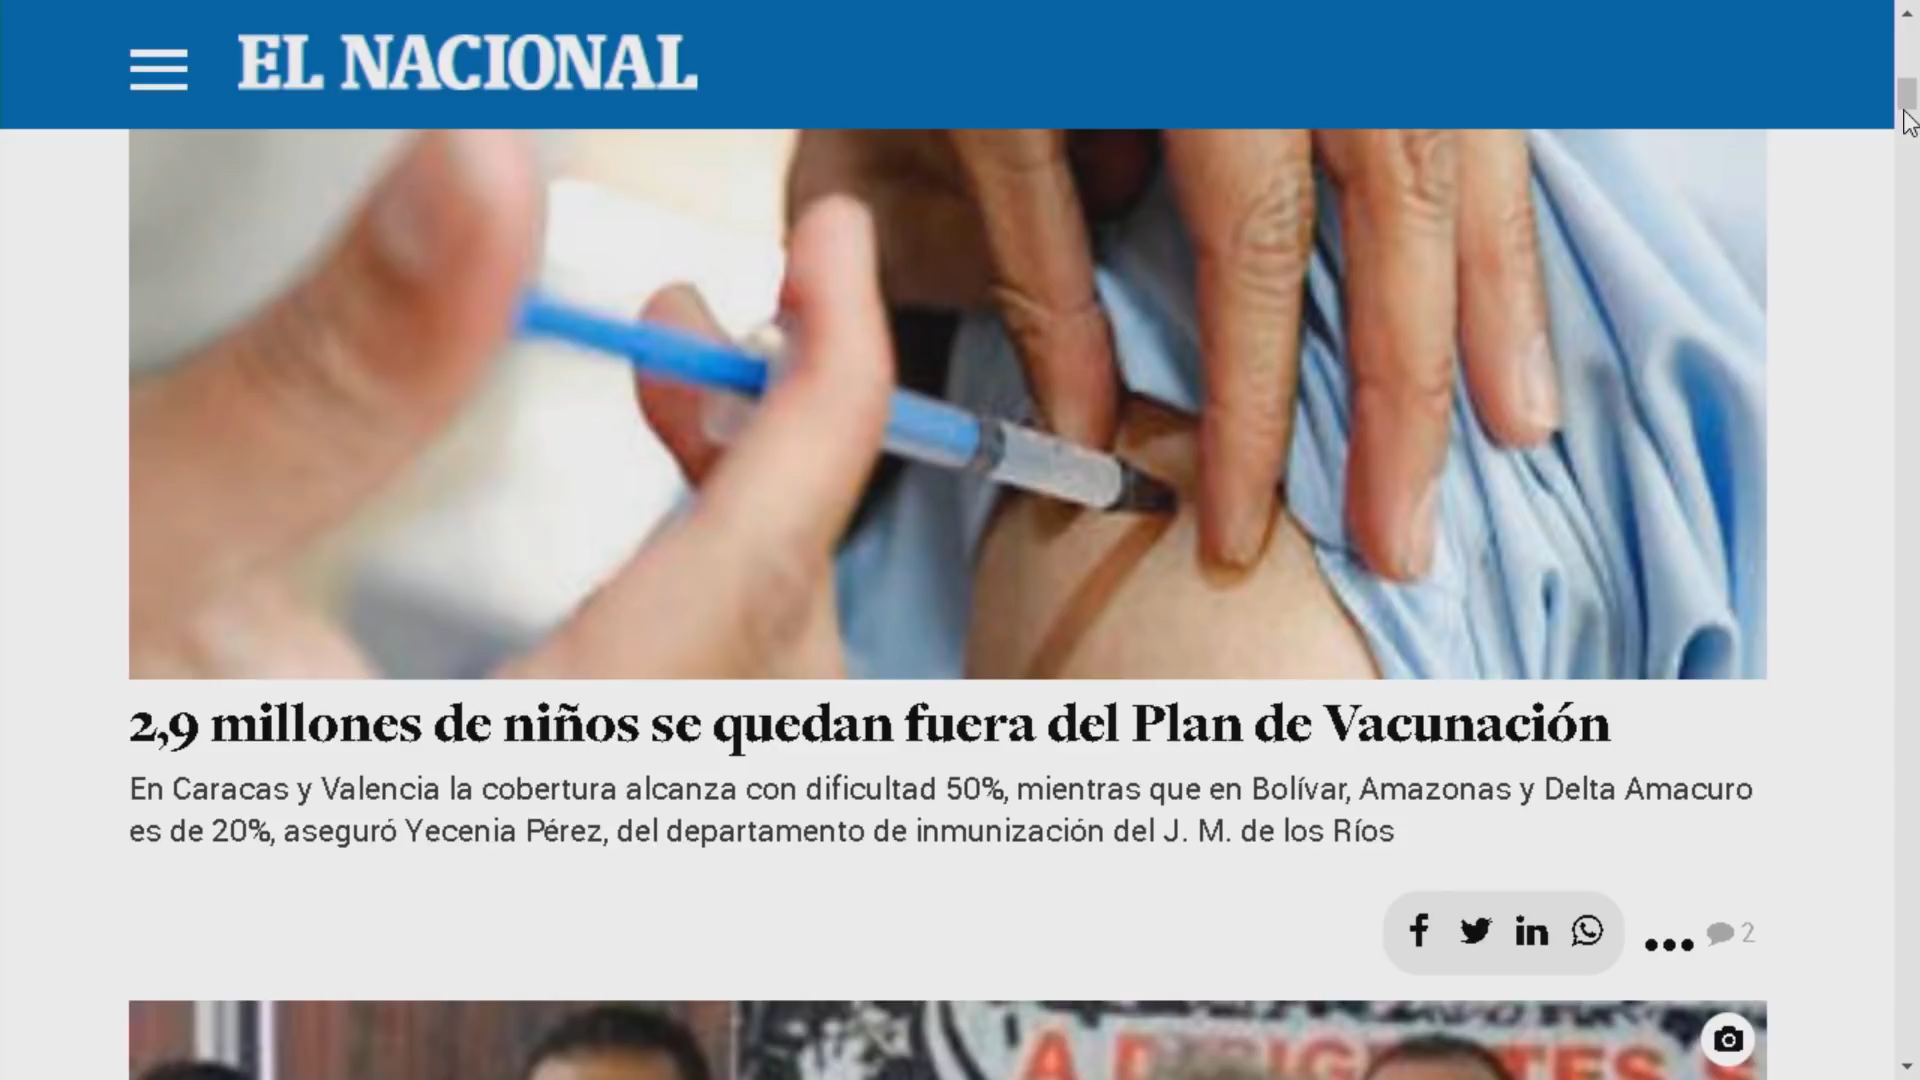 EL NACIONAL
2,9 millones de niños se quedan fuera del Plan de Vacunación
En Caracas y Valencia la cobertura alcanza con dificultad 50%, mientras que en Bolívar, Amazonas y Delta Amacuro
es de 20%, aseguró Yecenia Pérez, del departamento de inmunización del J. M. de los Ríos
2